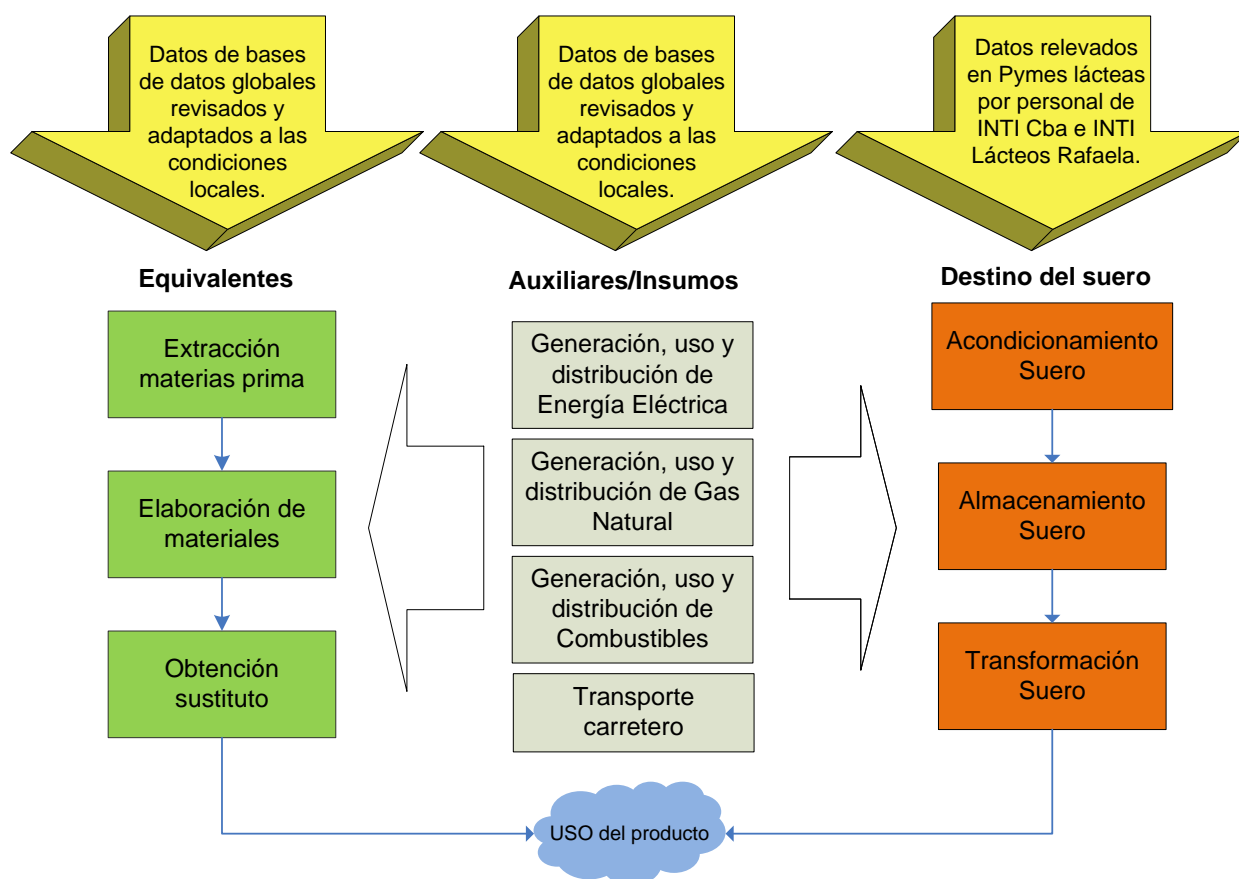 Datos de bases
de datos globales
revisados y
adaptados a las
condiciones
locales.
Datos de bases
de datos globales
revisados y
adaptados a las
condiciones
locales.
Datos relevados
en Pymes lácteas
por personal de
INTI Cba e INTI
Lácteos Rafaela.
Equivalentes
Auxiliares/Insumos
Destino del suero
Extracción
materias prima
Elaboración de
materiales
Obtención
sustituto
Generación, uso y
distribución de
Energía Eléctrica
Generación, uso y
distribución de Gas
Natural
Generación, uso y
distribución de
Combustibles
Transporte
carretero
Acondicionamiento
Suero
Almacenamiento
Suero
Transformación
Suero
USO del producto